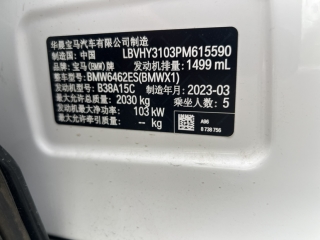 华晨宝马汽车有限公司制造
制造国:中国 LBVHY3103PM615590
品牌:宝马(BMW)牌 发动机排量:1499 mL
整车型号:BMW6462ES(BMWX1)
发动机型号:B38A15C 制造年月:2023-03
最大允许总质量:2030 kg 乘坐人数:5
发动机最大净功率:103 kW A96
最大允许牵引质量: - kg 8 736 756